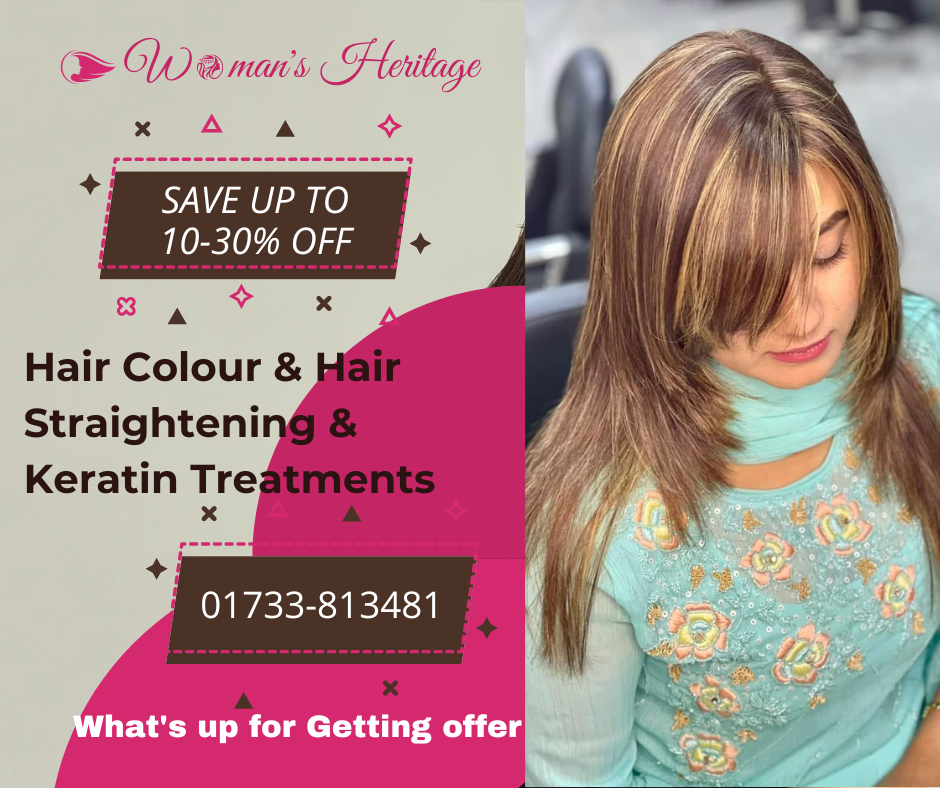 Woman's Heritage
SAVE UP TO
10-30% OFF
Hair Colour & Hair
Straightening &
Keratin Treatments
01733-813481
What's up for Getting offer